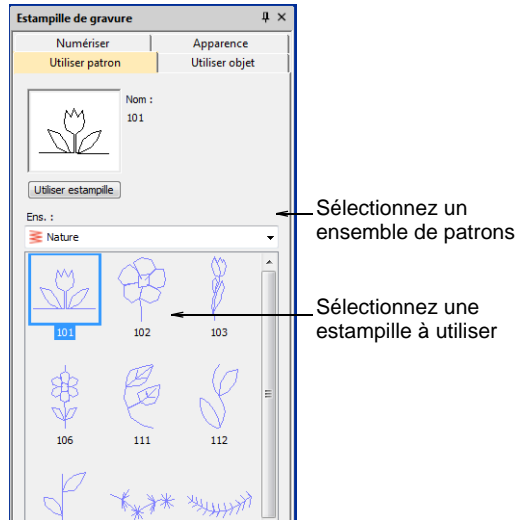 Estampille de gravure
Numériser
Apparence
Utiliser patron
Utiliser objet
Nom :
101
Utiliser estampille
Ens. :
Nature
Sélectionnez un
ensemble de patrons
101
102
103
Sélectionnez une
estampille à utiliser
106
111
112